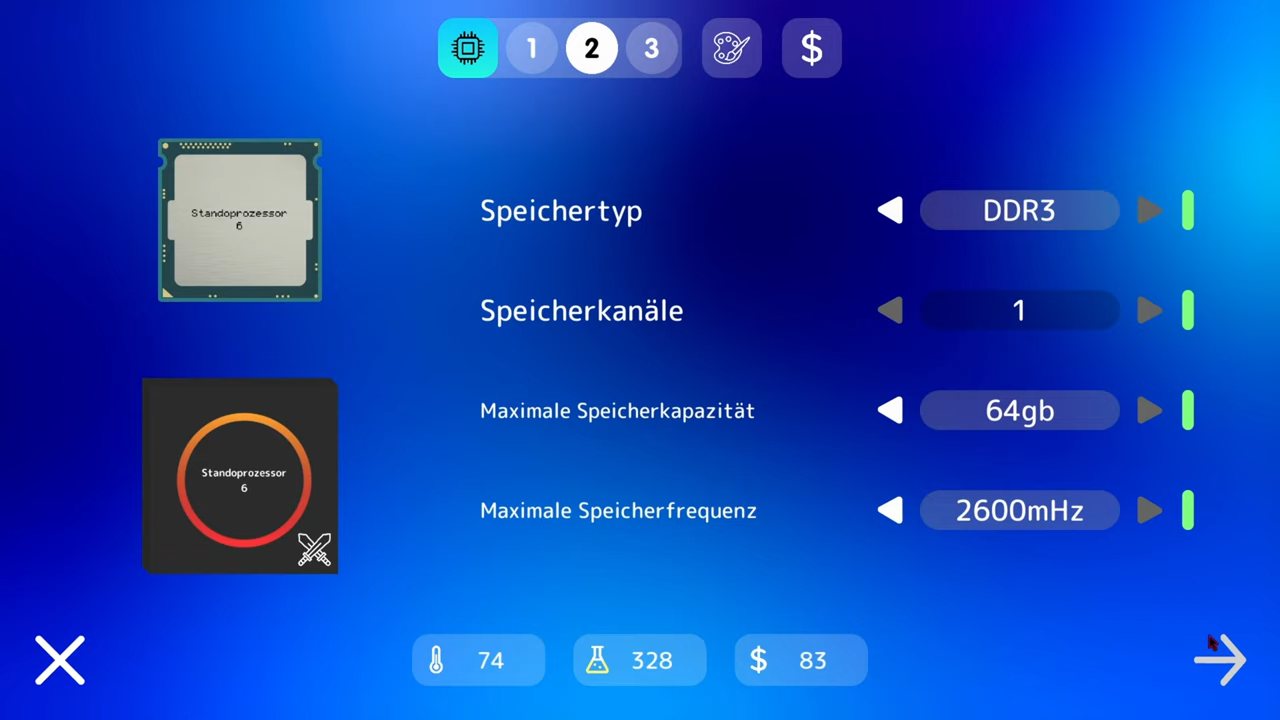 1 2 3 $
Standoprozessor
6
Speichertyp
DDR3
Speicherkanäle
1
Maximale Speicherkapazität
64gb
Standoprozessor
6
Maximale Speicherfrequenz
2600mHz
74
328
$ 83